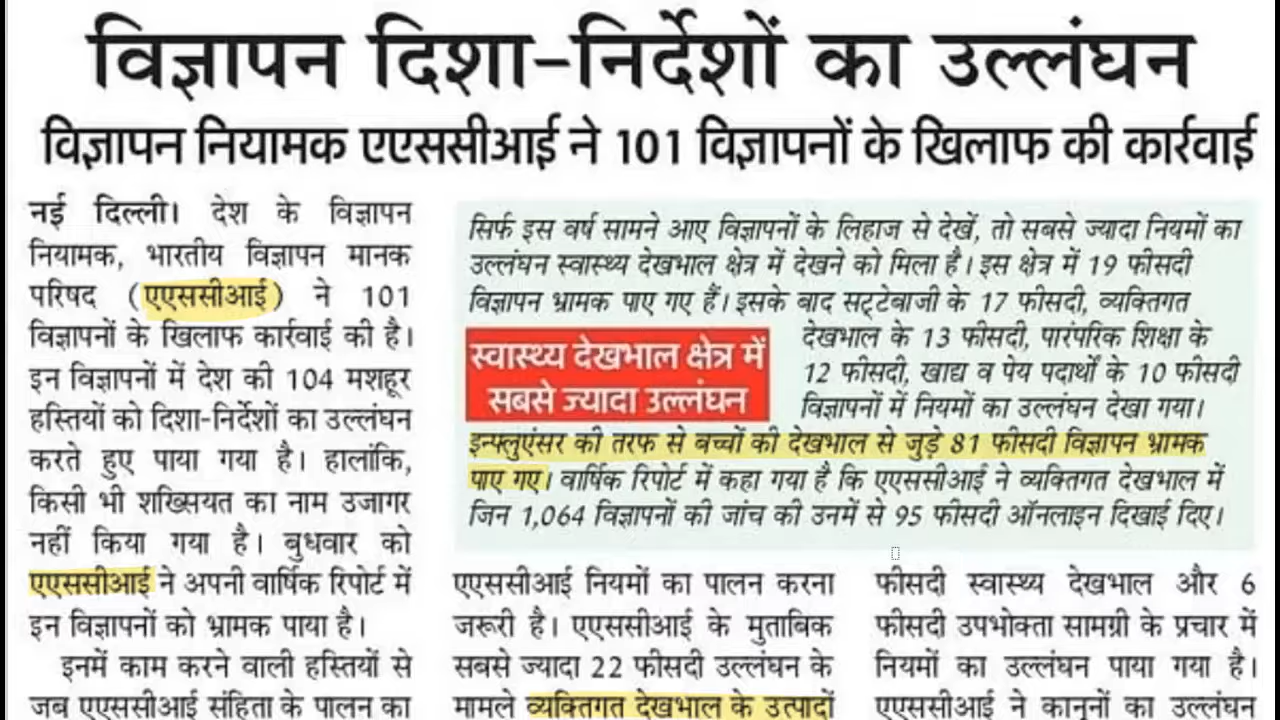 विज्ञापन दिशा-निर्देशों का उल्लंघन
विज्ञापन नियामक एएससीआई ने 101 विज्ञापनों के खिलाफ की कार्रवाई
नई दिल्ली। देश के विज्ञापन
नियामक, भारतीय विज्ञापन मानक
परिषद (एएससीआई) ने 101
विज्ञापनों के खिलाफ कार्रवाई की है।
इन विज्ञापनों में देश की 104 मशहूर
हस्तियों को दिशा-निर्देशों का उल्लंघन
करते हुए पाया गया है। हालांकि,
किसी भी शख्सियत का नाम उजागर
नहीं किया गया है। बुधवार को
एएससीआई ने अपनी वार्षिक रिपोर्ट में
इन विज्ञापनों को भ्रामक पाया है।
इनमें काम करने वाली हस्तियों से
जब एएससीआई संहिता के पालन का
सिर्फ इस वर्ष सामने आए विज्ञापनों के लिहाज से देखें, तो सबसे ज्यादा नियमों का
उल्लंघन स्वास्थ्य देखभाल क्षेत्र में देखने को मिला है। इस क्षेत्र में 19 फीसदी
विज्ञापन भ्रामक पाए गए हैं। इसके बाद सट्टेबाजी के 17 फीसदी, व्यक्तिगत
देखभाल के 13 फीसदी, पारंपरिक शिक्षा के
12 फीसदी, खाद्य व पेय पदार्थों के 10 फीसदी
विज्ञापनों में नियमों का उल्लंघन देखा गया।
स्वास्थ्य देखभाल क्षेत्र में
सबसे ज्यादा उल्लंघन
इन्फ्लुएंसर की तरफ से बच्चों की देखभाल से जुड़े 81 फीसदी विज्ञापन भ्रामक
पाए गए। वार्षिक रिपोर्ट में कहा गया है कि एएससीआई ने व्यक्तिगत देखभाल में
जिन 1,064 विज्ञापनों की जांच की उनमें से 95 फीसदी ऑनलाइन दिखाई दिए।
एएससीआई नियमों का पालन करना
जरूरी है। एएससीआई के मुताबिक
सबसे ज्यादा 22 फीसदी उल्लंघन के
मामले व्यक्तिगत देखभाल के उत्पादों
फीसदी स्वास्थ्य देखभाल और 6
फीसदी उपभोक्ता सामग्री के प्रचार में
नियमों का उल्लंघन पाया गया है।
एएससीआई ने कानूनों का उल्लंघन